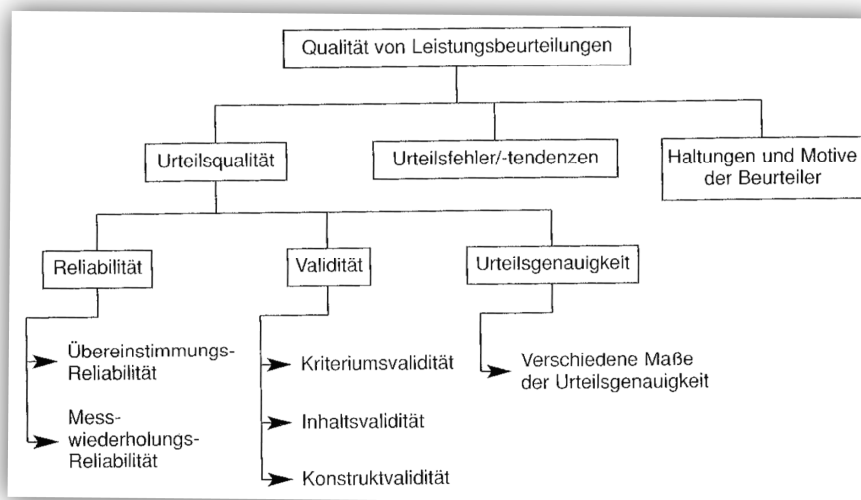 Qualität von Leistungsbeurteilungen
Urteilsqualität
Urteilsfehler/-tendenzen
Haltungen und Motive
der Beurteiler
Reliabilität
Validität
Urteilsgenauigkeit
Übereinstimmungs-
Reliabilität
Mess-
wiederholungs-
Reliabilität
Kriteriumsvalidität
Inhaltsvalidität
Konstruktvalidität
Verschiedene Maße
der Urteilsgenauigkeit